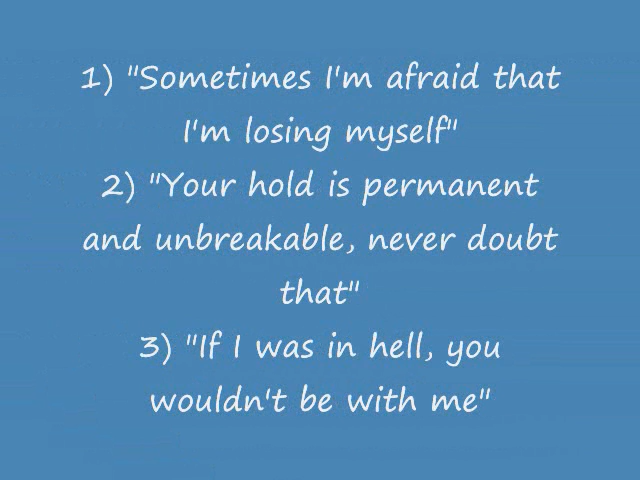 1) "Sometimes I'm afraid that
I'm losing myself"
2) "Your hold is permanent
and unbreakable, never doubt
that"
3) "If I was in hell, you
wouldn't be with me"